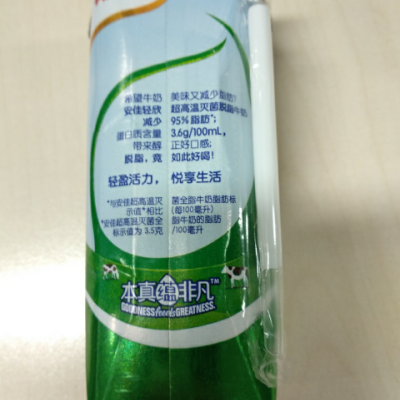 希望牛奶 美味又减少脂肪?
安佳轻欣 超高温灭菌脱脂牛奶
减少 95%脂肪*;
蛋白质含量 3.6g/100mL,
带来醇 正好口感;
脱脂,竟 如此好喝!
轻盈活力, 悦享生活
*与安佳超高温灭 菌全脂牛奶脂肪标
示值*相比 (每100毫升)
*安佳超高温灭菌全 脂牛奶的脂肪
标示值为 3.5克 /100毫升
本真蕴非凡
GOODNESS feeds GREATNESS.